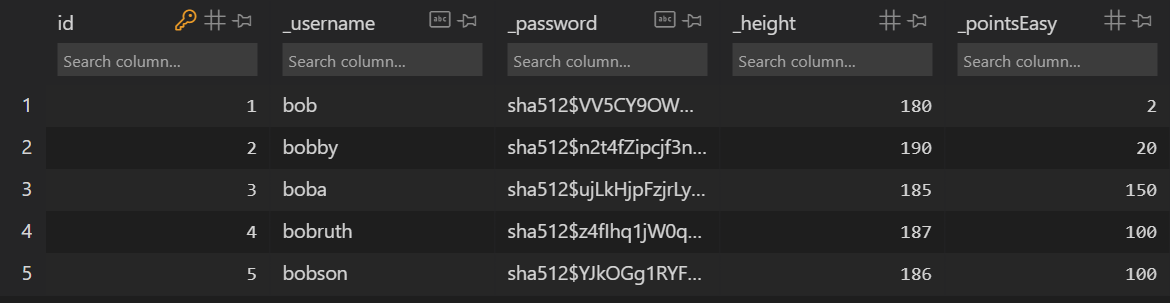 id _username _password _height _pointsEasy
Search column... Search column... Search column... Search column... Search column...
1 1 bob sha512$VV5CY9OW... 180 2
2 2 bobby sha512$n2t4fZipcjf3n... 190 20
3 3 boba sha512$ujLkHjpFzjrLy... 185 150
4 4 bobruth sha512$z4fIhq1jW0q... 187 100
5 5 bobson sha512$YJkOGg1RYF... 186 100